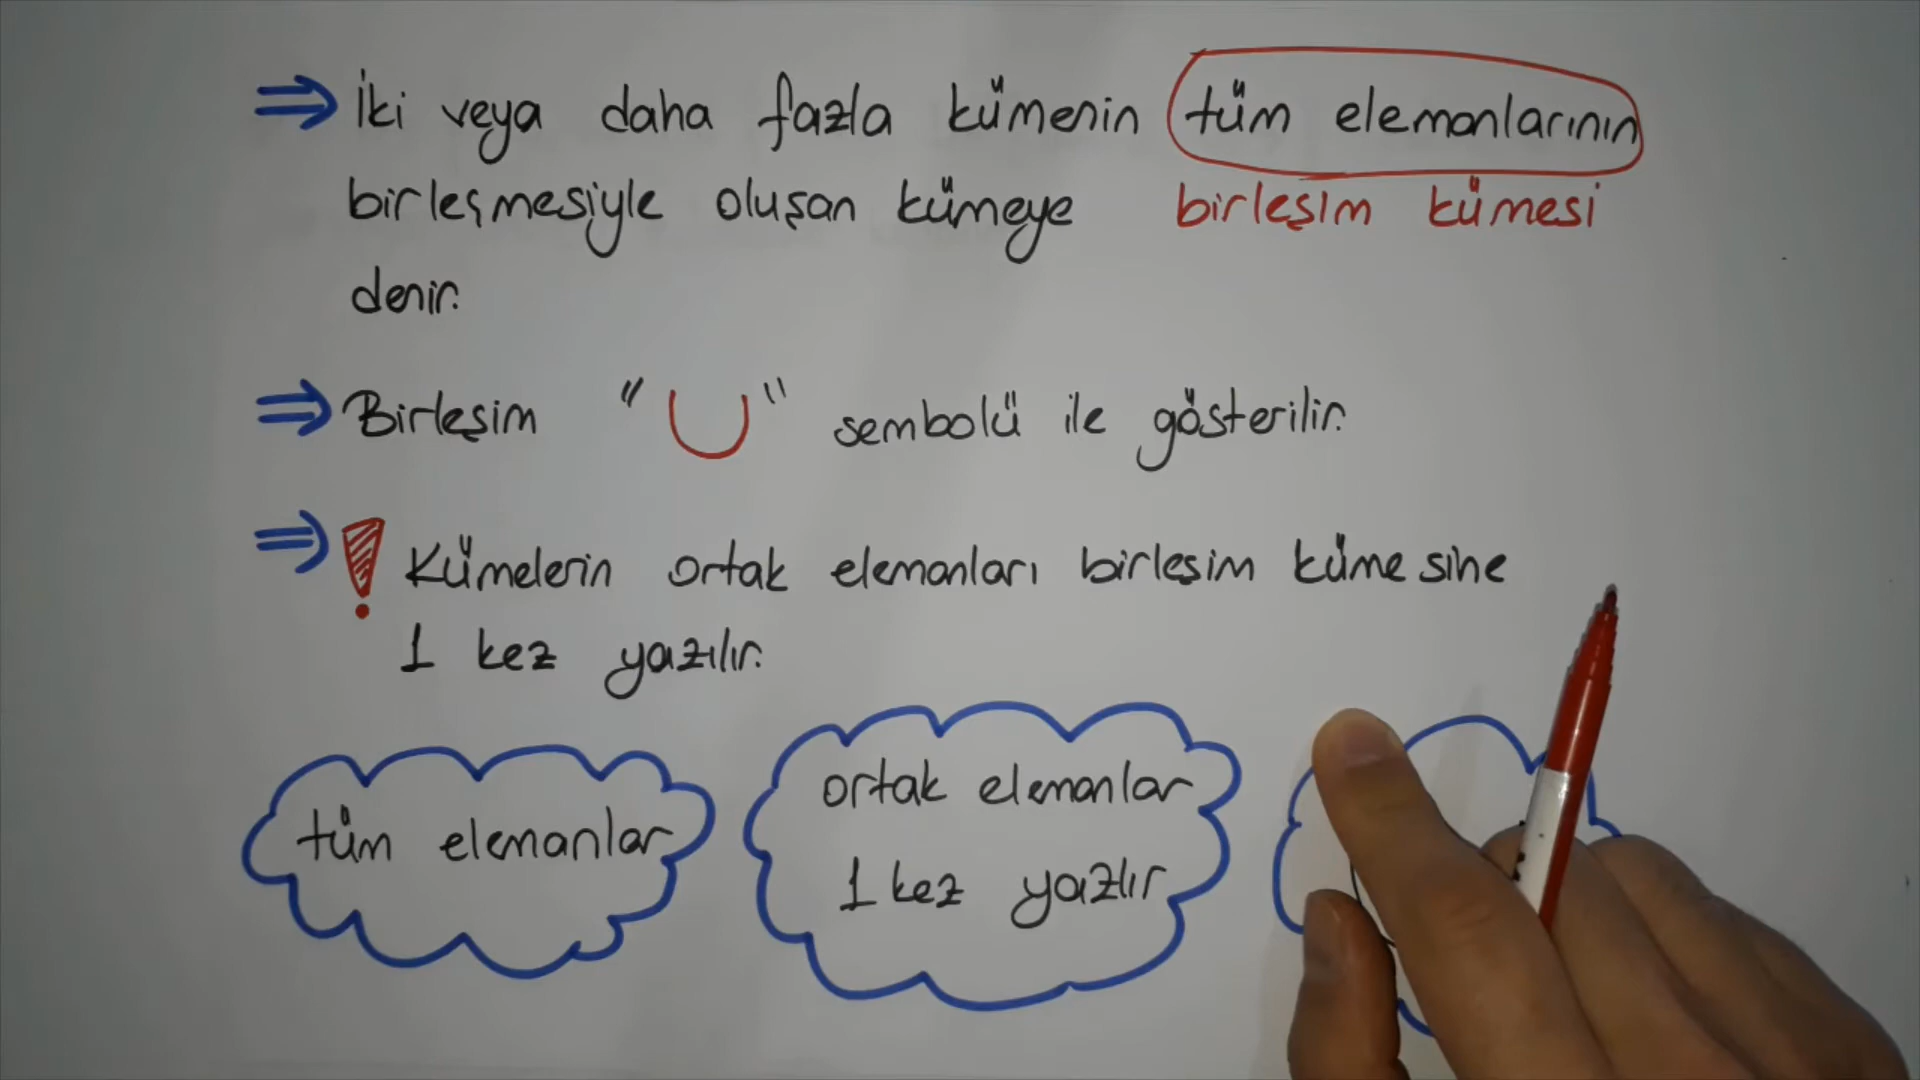 ⇒ İki veya daha fazla kümenin tüm elemanlarının
birleşmesiyle oluşan kümeye birleşim kümesi
denir.
⇒ Birleşim "∪" sembolü ile gösterilir.
⇒ ! Kümelerin ortak elemanları birleşim kümesine
1 kez yazılır.
tüm elemanlar
ortak elemanlar
1 kez yazlır